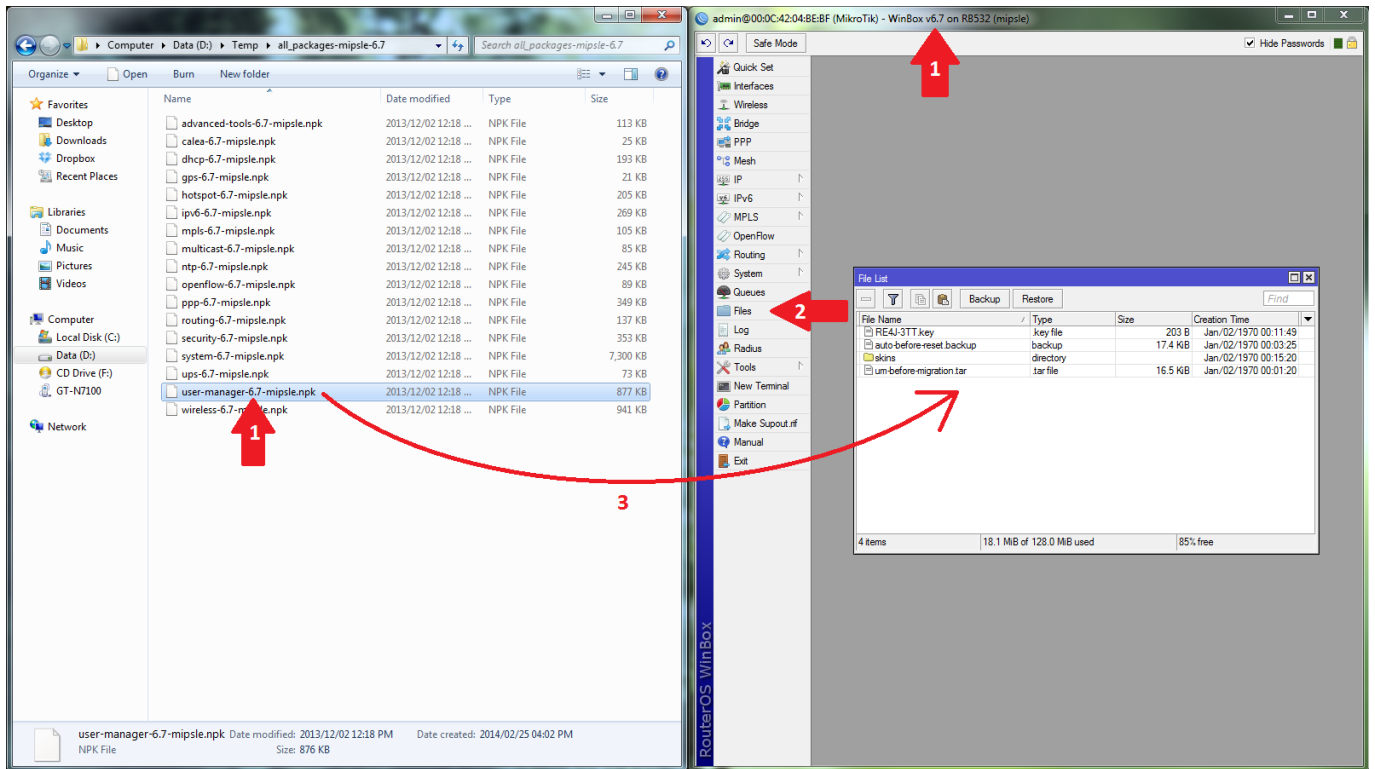 Computer ▸ Data (D:) ▸ Temp ▸ all_packages-mipsle-6.7
Search all_packages-mipsle-6.7
Organize Open Burn New folder
Favorites
Desktop
Downloads
Dropbox
Recent Places
Libraries
Documents
Music
Pictures
Videos
Computer
Local Disk (C:)
Data (D:)
CD Drive (F:)
GT-N7100
Network
Name Date modified Type Size
advanced-tools-6.7-mipsle.npk 2013/12/02 12:18 ... NPK File 113 KB
calea-6.7-mipsle.npk 2013/12/02 12:18 ... NPK File 25 KB
dhcp-6.7-mipsle.npk 2013/12/02 12:18 ... NPK File 193 KB
gps-6.7-mipsle.npk 2013/12/02 12:18 ... NPK File 21 KB
hotspot-6.7-mipsle.npk 2013/12/02 12:18 ... NPK File 205 KB
ipv6-6.7-mipsle.npk 2013/12/02 12:18 ... NPK File 269 KB
mpls-6.7-mipsle.npk 2013/12/02 12:18 ... NPK File 105 KB
multicast-6.7-mipsle.npk 2013/12/02 12:18 ... NPK File 85 KB
ntp-6.7-mipsle.npk 2013/12/02 12:18 ... NPK File 245 KB
openflow-6.7-mipsle.npk 2013/12/02 12:18 ... NPK File 89 KB
ppp-6.7-mipsle.npk 2013/12/02 12:18 ... NPK File 349 KB
routing-6.7-mipsle.npk 2013/12/02 12:18 ... NPK File 137 KB
security-6.7-mipsle.npk 2013/12/02 12:18 ... NPK File 353 KB
system-6.7-mipsle.npk 2013/12/02 12:18 ... NPK File 7,300 KB
ups-6.7-mipsle.npk 2013/12/02 12:18 ... NPK File 73 KB
user-manager-6.7-mipsle.npk 2013/12/02 12:18 ... NPK File 877 KB
wireless-6.7-mipsle.npk 2013/12/02 12:18 ... NPK File 941 KB
1
3
user-manager-6.7-mipsle.npk Date modified: 2013/12/02 12:18 PM Date created: 2014/02/25 04:02 PM
NPK File Size: 876 KB
admin@00:0C:42:04:BE:BF (MikroTik) - WinBox v6.7 on RB532 (mipsle)
Safe Mode Hide Passwords
1
Quick Set
Interfaces
Wireless
Bridge
PPP
Mesh
IP
IPv6
MPLS
OpenFlow
Routing
System
Queues
Files
Log
Radius
Tools
New Terminal
Partition
Make Supout.rif
Manual
Exit
2
RouterOS WinBox
File List
Backup Restore Find
File Name / Type Size Creation Time
RE4J-3TT.key .key file 203 B Jan/02/1970 00:11:49
auto-before-reset.backup backup 17.4 KiB Jan/02/1970 00:03:25
skins directory Jan/02/1970 00:15:20
um-before-migration.tar .tar file 16.5 KiB Jan/02/1970 00:01:20
4 items 18.1 MiB of 128.0 MiB used 85% free